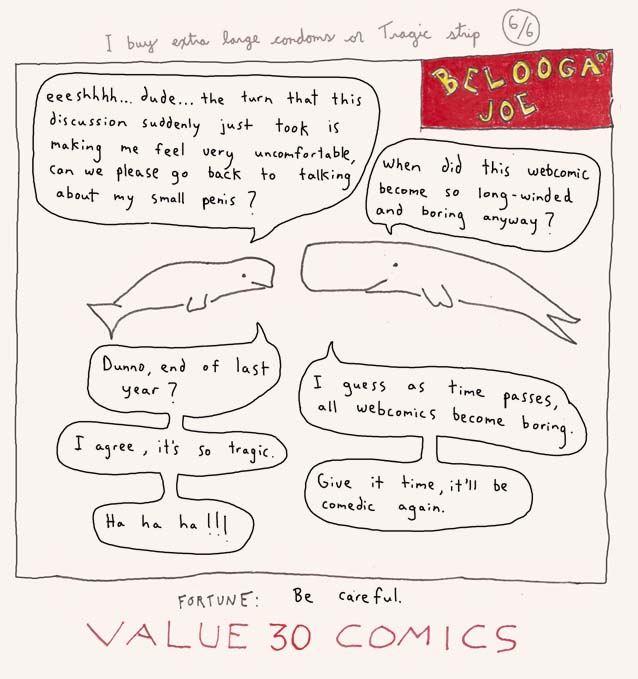 I buy extra large condoms or Tragic strip 6/6
BELOOGA
JOE
eeeshhhh... dude... the turn that this
discussion suddenly just took is
making me feel very uncomfortable,
can we please go back to talking
about my small penis?
when did this webcomic
become so long-winded
and boring anyway?
Dunno, end of last
year?
I guess as time passes,
all webcomics become boring.
I agree, it's so tragic.
Give it time, it'll be
comedic again.
Ha ha ha!!!
FORTUNE: Be careful.
VALUE 30 COMICS